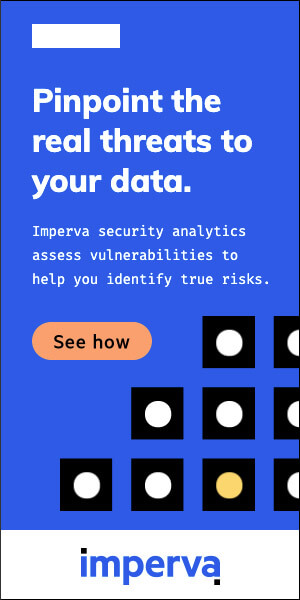 Pinpoint the
real threats to
your data.
Imperva security analytics
assess vulnerabilities to
help you identify true risks.
See how
imperva